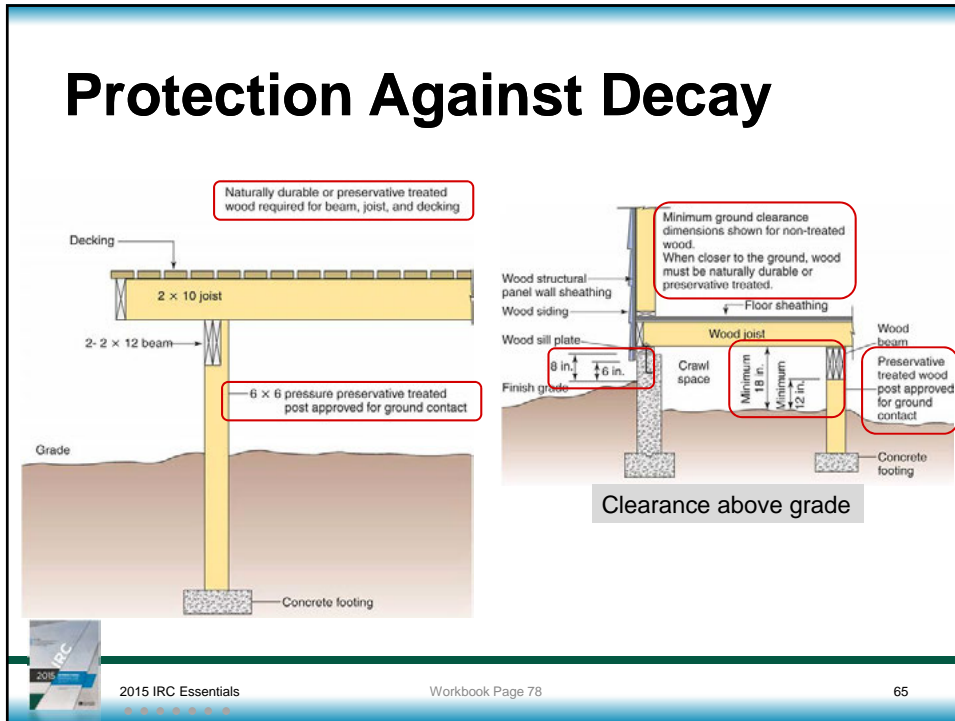 Protection Against Decay
Naturally durable or preservative treated
wood required for beam, joist, and decking
Decking
2 × 10 joist
2- 2 × 12 beam
6 × 6 pressure preservative treated
post approved for ground contact
Grade
Concrete footing
Minimum ground clearance
dimensions shown for non-treated
wood.
When closer to the ground, wood
must be naturally durable or
preservative treated.
Wood structural
panel wall sheathing
Wood siding
Floor sheathing
Wood sill plate
Wood joist
Wood
beam
8 in.
6 in.
Crawl
space
Minimum
18 in.
Minimum
12 in.
Preservative
treated wood
post approved
for ground
contact
Finish grade
Concrete
footing
Clearance above grade
IRC
2015
2015 IRC Essentials
Workbook Page 78
65